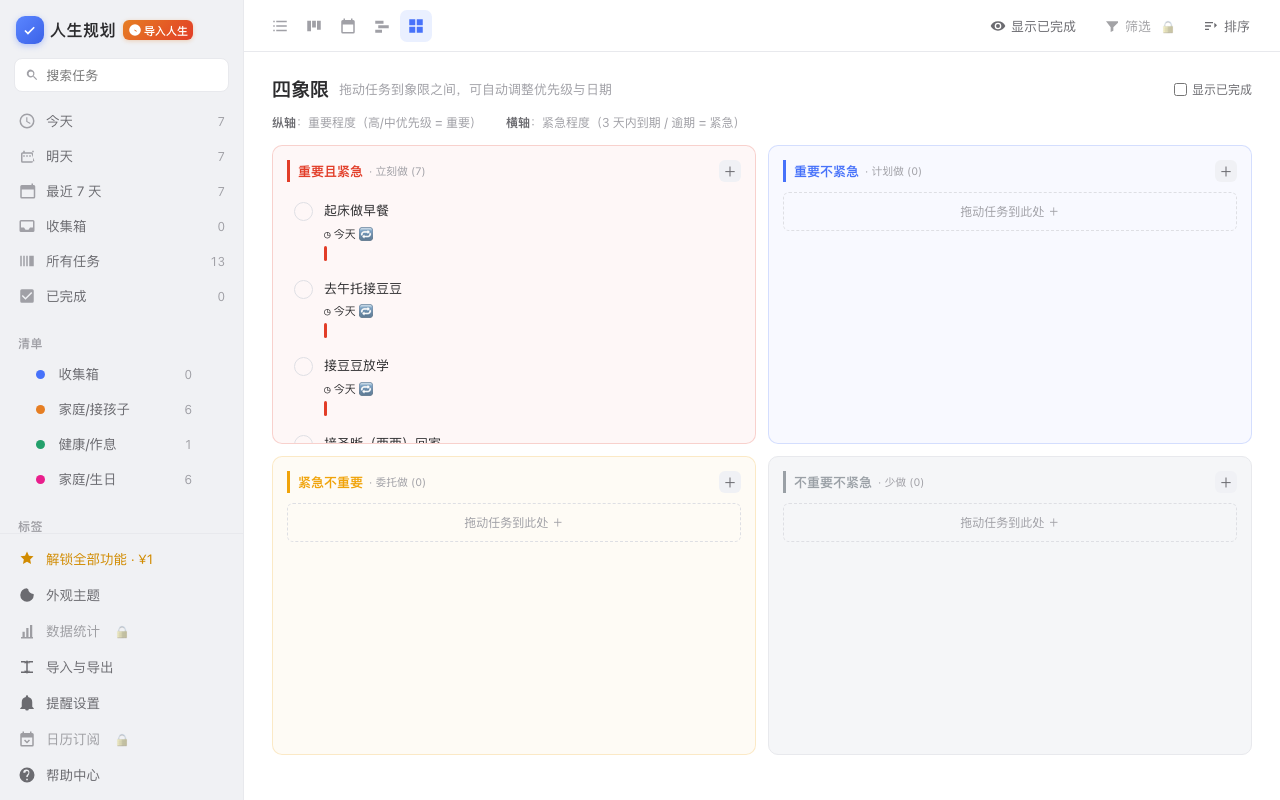 人生规划 导入人生
搜索任务
今天 7
明天 7
最近 7 天 7
收集箱 0
所有任务 13
已完成 0
清单
收集箱 0
家庭/接孩子 6
健康/作息 1
家庭/生日 6
标签
解锁全部功能 · ¥1
外观主题
数据统计
导入与导出
提醒设置
日历订阅
帮助中心
显示已完成 筛选 排序
四象限 拖动任务到象限之间，可自动调整优先级与日期 显示已完成
纵轴：重要程度（高/中优先级 = 重要） 横轴：紧急程度（3 天内到期 / 逾期 = 紧急）
重要且紧急 · 立刻做 (7) +
起床做早餐
今天
去午托接豆豆
今天
接豆豆放学
今天
重要不紧急 · 计划做 (0) +
拖动任务到此处 +
紧急不重要 · 委托做 (0) +
拖动任务到此处 +
不重要不紧急 · 少做 (0) +
拖动任务到此处 +